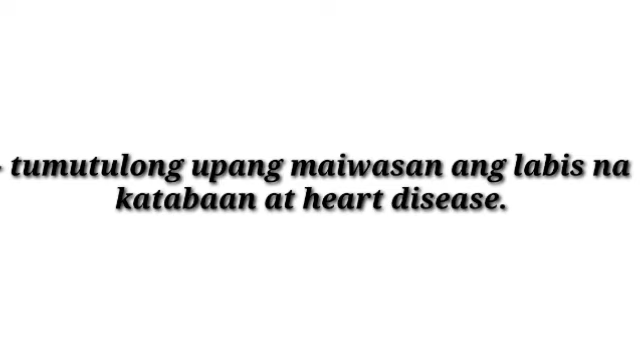 - tumutulong upang maiwasan ang labis na
katabaan at heart disease.